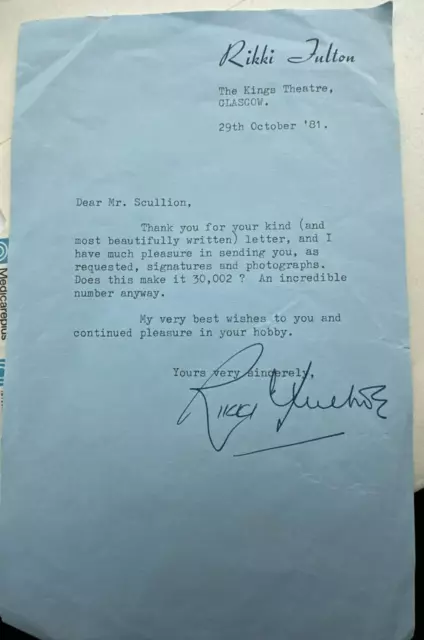 Rikki Fulton
The Kings Theatre,
GLASGOW.
29th October '81.
Dear Mr. Scullion,
Thank you for your kind (and
most beautifully written) letter, and I
have much pleasure in sending you, as
requested, signatures and photographs.
Does this make it 30,002 ? An incredible
number anyway.
My very best wishes to you and
continued pleasure in your hobby.
Yours very sincerely,
Rikki Fulton
Medicareplus